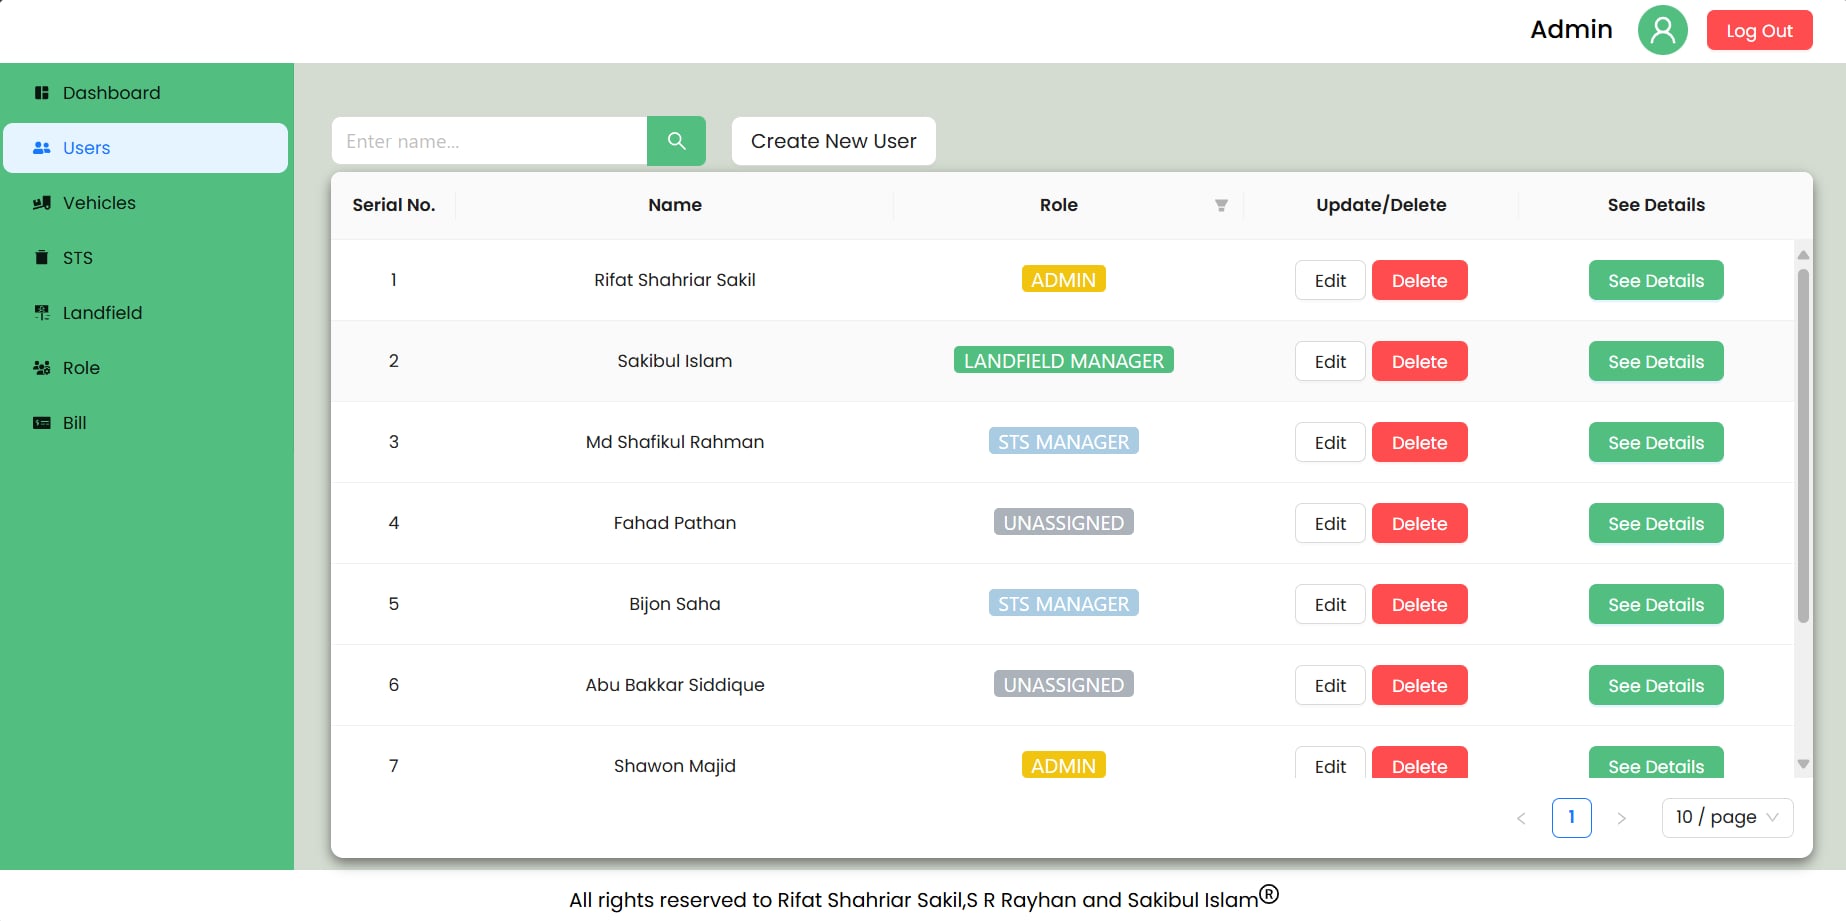 Admin Log Out
Dashboard
Users
Vehicles
STS
Landfield
Role
Bill
Enter name... Create New User
Serial No. Name Role Update/Delete See Details
1 Rifat Shahriar Sakil ADMIN Edit Delete See Details
2 Sakibul Islam LANDFIELD MANAGER Edit Delete See Details
3 Md Shafikul Rahman STS MANAGER Edit Delete See Details
4 Fahad Pathan UNASSIGNED Edit Delete See Details
5 Bijon Saha STS MANAGER Edit Delete See Details
6 Abu Bakkar Siddique UNASSIGNED Edit Delete See Details
7 Shawon Majid ADMIN Edit Delete See Details
< 1 > 10 / page
All rights reserved to Rifat Shahriar Sakil,S R Rayhan and Sakibul Islam®